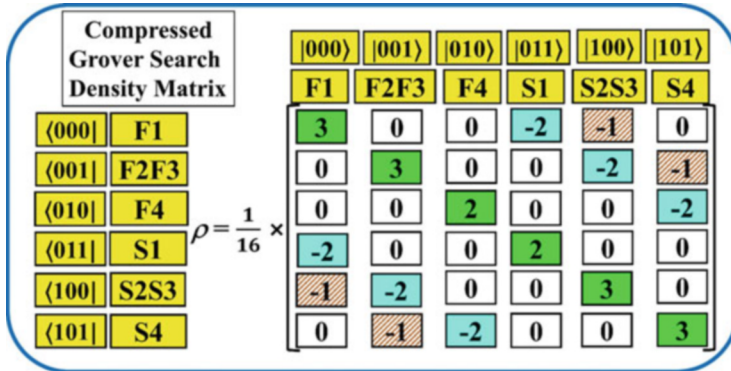 Compressed
Grover Search
Density Matrix
|000⟩ |001⟩ |010⟩ |011⟩ |100⟩ |101⟩
F1 F2F3 F4 S1 S2S3 S4
⟨000| F1 3 0 0 -2 -1 0
⟨001| F2F3 0 3 0 0 -2 -1
⟨010| F4 0 0 2 0 0 -2
⟨011| S1 ρ = 1/16 × -2 0 0 2 0 0
⟨100| S2S3 -1 -2 0 0 3 0
⟨101| S4 0 -1 -2 0 0 3